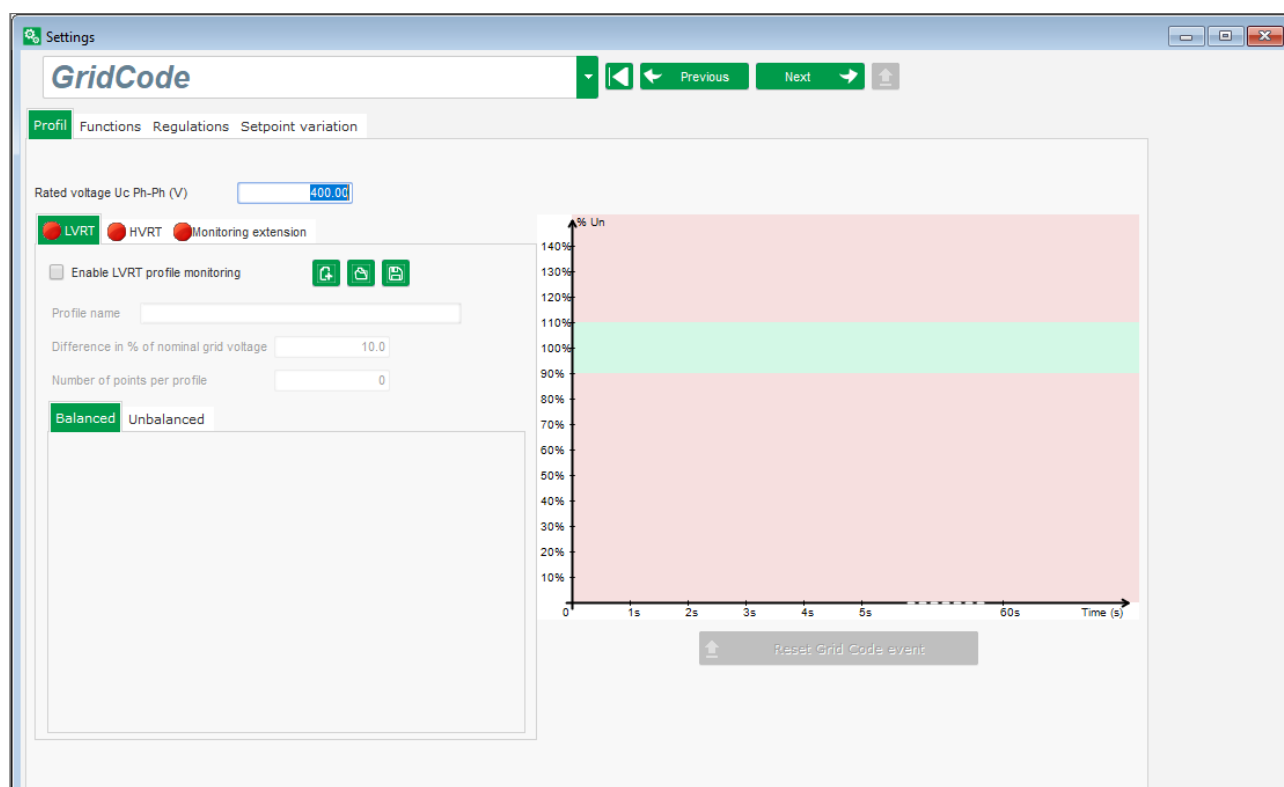 Settings
GridCode
Previous
Next
Profil Functions Regulations Setpoint variation
Rated voltage Uc Ph-Ph (V) 400.00
LVRT HVRT Monitoring extension
Enable LVRT profile monitoring
Profile name
Difference in % of nominal grid voltage 10.0
Number of points per profile 0
Balanced Unbalanced
% Un
140%
130%
120%
110%
100%
90%
80%
70%
60%
50%
40%
30%
20%
10%
0 1s 2s 3s 4s 5s 60s Time (s)
Reset Grid Code event